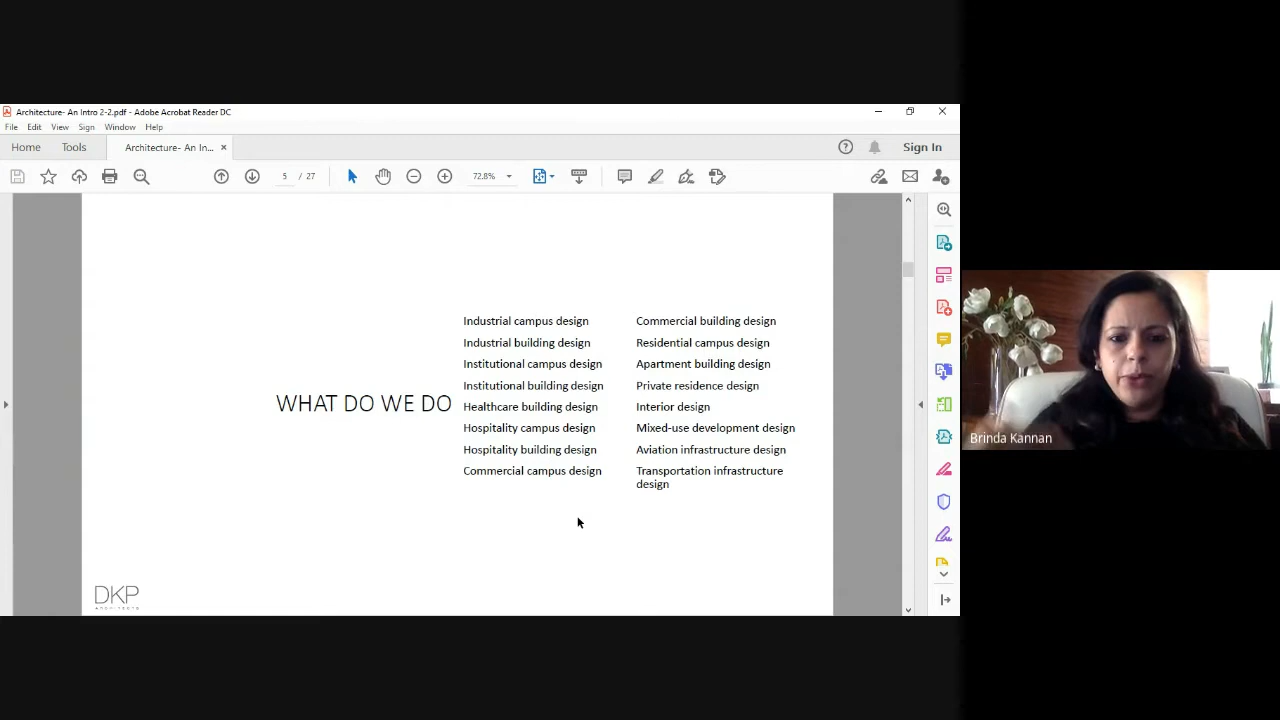 Architecture- An Intro 2-2.pdf - Adobe Acrobat Reader DC
File Edit View Sign Window Help
Home Tools Architecture- An In... × Sign In
5 / 27 72.8%
Industrial campus design
Industrial building design
Institutional campus design
Institutional building design
WHAT DO WE DO
Healthcare building design
Hospitality campus design
Hospitality building design
Commercial campus design
Commercial building design
Residential campus design
Apartment building design
Private residence design
Interior design
Mixed-use development design
Aviation infrastructure design
Transportation infrastructure
design
DKP
ARCHITECTS
Brinda Kannan